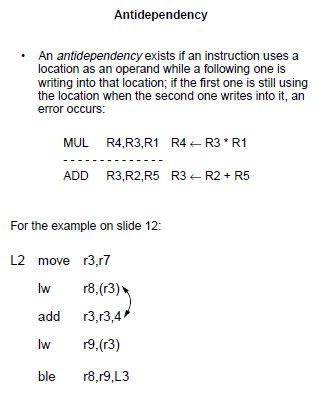 Antidependency
• An antidependency exists if an instruction uses a
location as an operand while a following one is
writing into that location; if the first one is still using
the location when the second one writes into it, an
error occurs:
MUL R4,R3,R1 R4 ← R3 * R1
- - - - - - - - - - - - - -
ADD R3,R2,R5 R3 ← R2 + R5
For the example on slide 12:
L2 move r3,r7
lw r8,(r3)
add r3,r3,4
lw r9,(r3)
ble r8,r9,L3